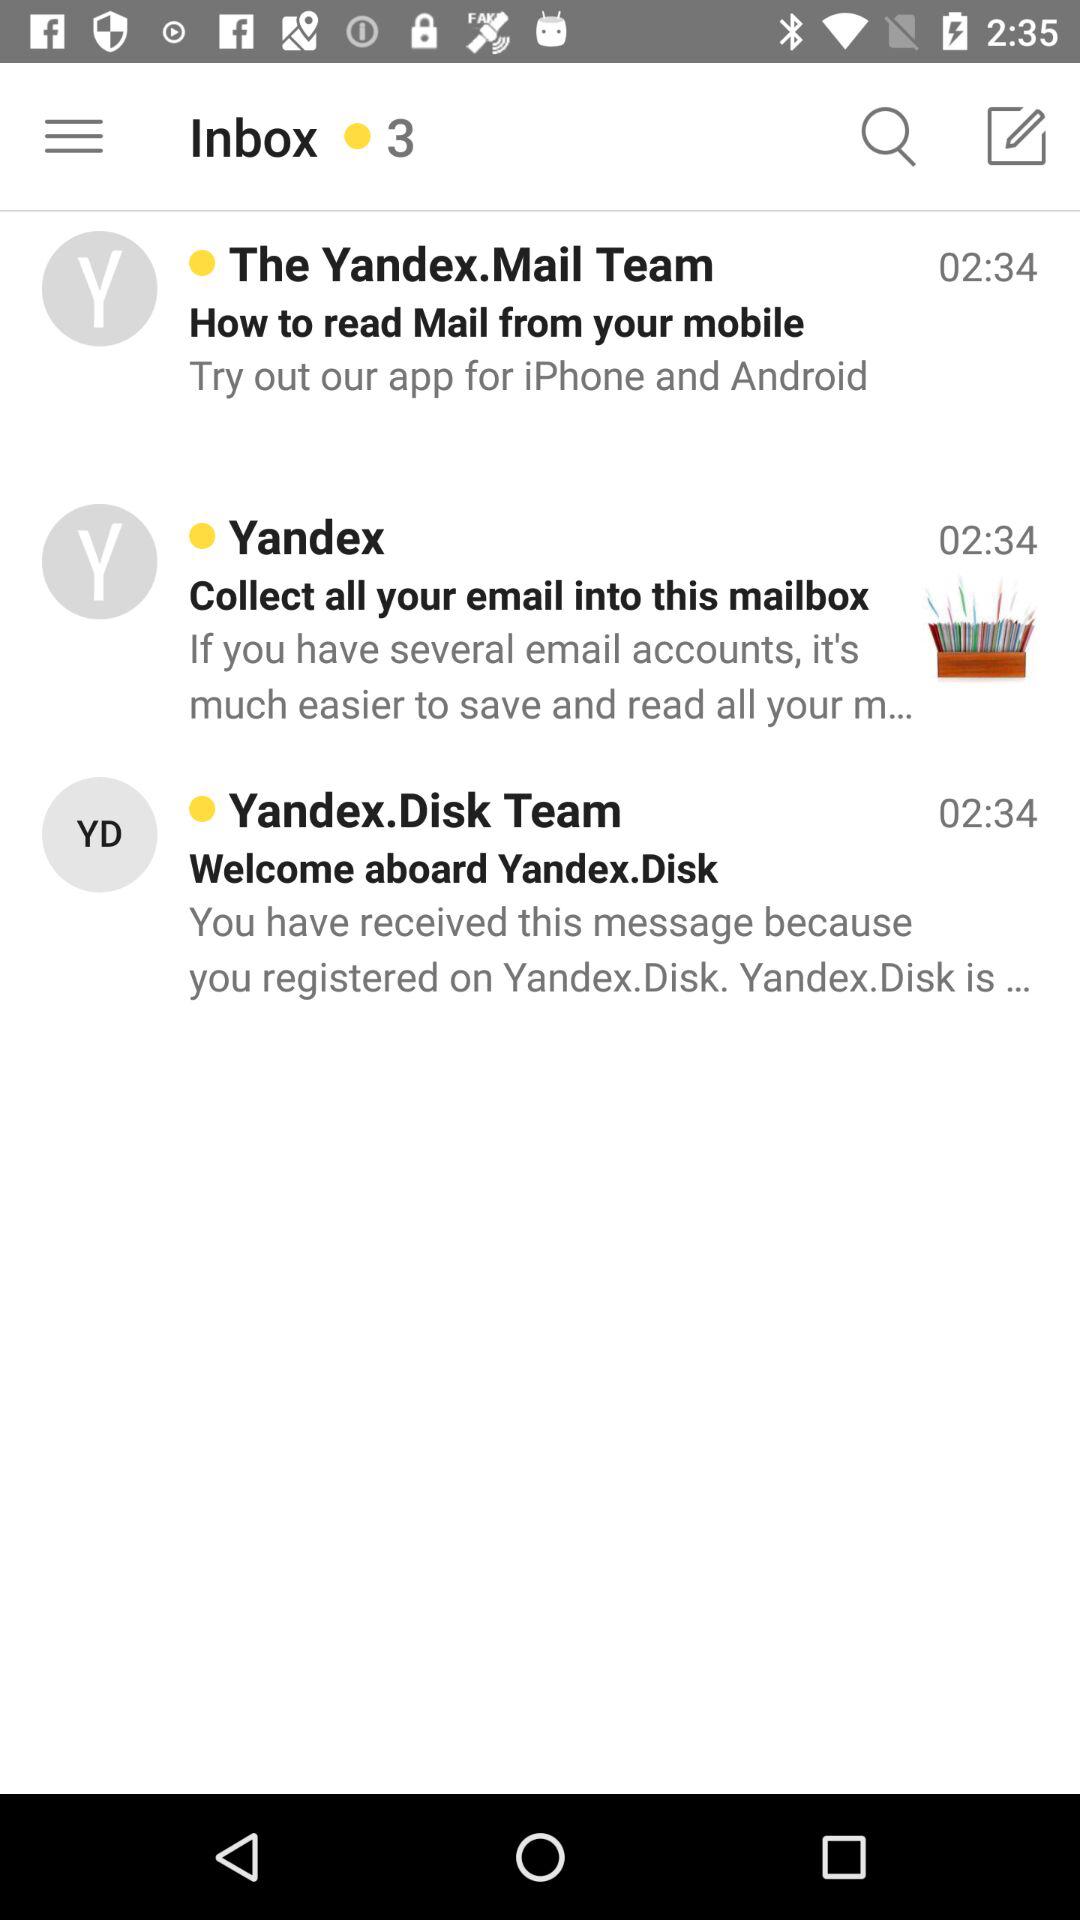 FAKE 2:35
Inbox 3
Y The Yandex.Mail Team 02:34
How to read Mail from your mobile
Try out our app for iPhone and Android
Y Yandex 02:34
Collect all your email into this mailbox
If you have several email accounts, it's
much easier to save and read all your m...
YD Yandex.Disk Team 02:34
Welcome aboard Yandex.Disk
You have received this message because
you registered on Yandex.Disk. Yandex.Disk is ...